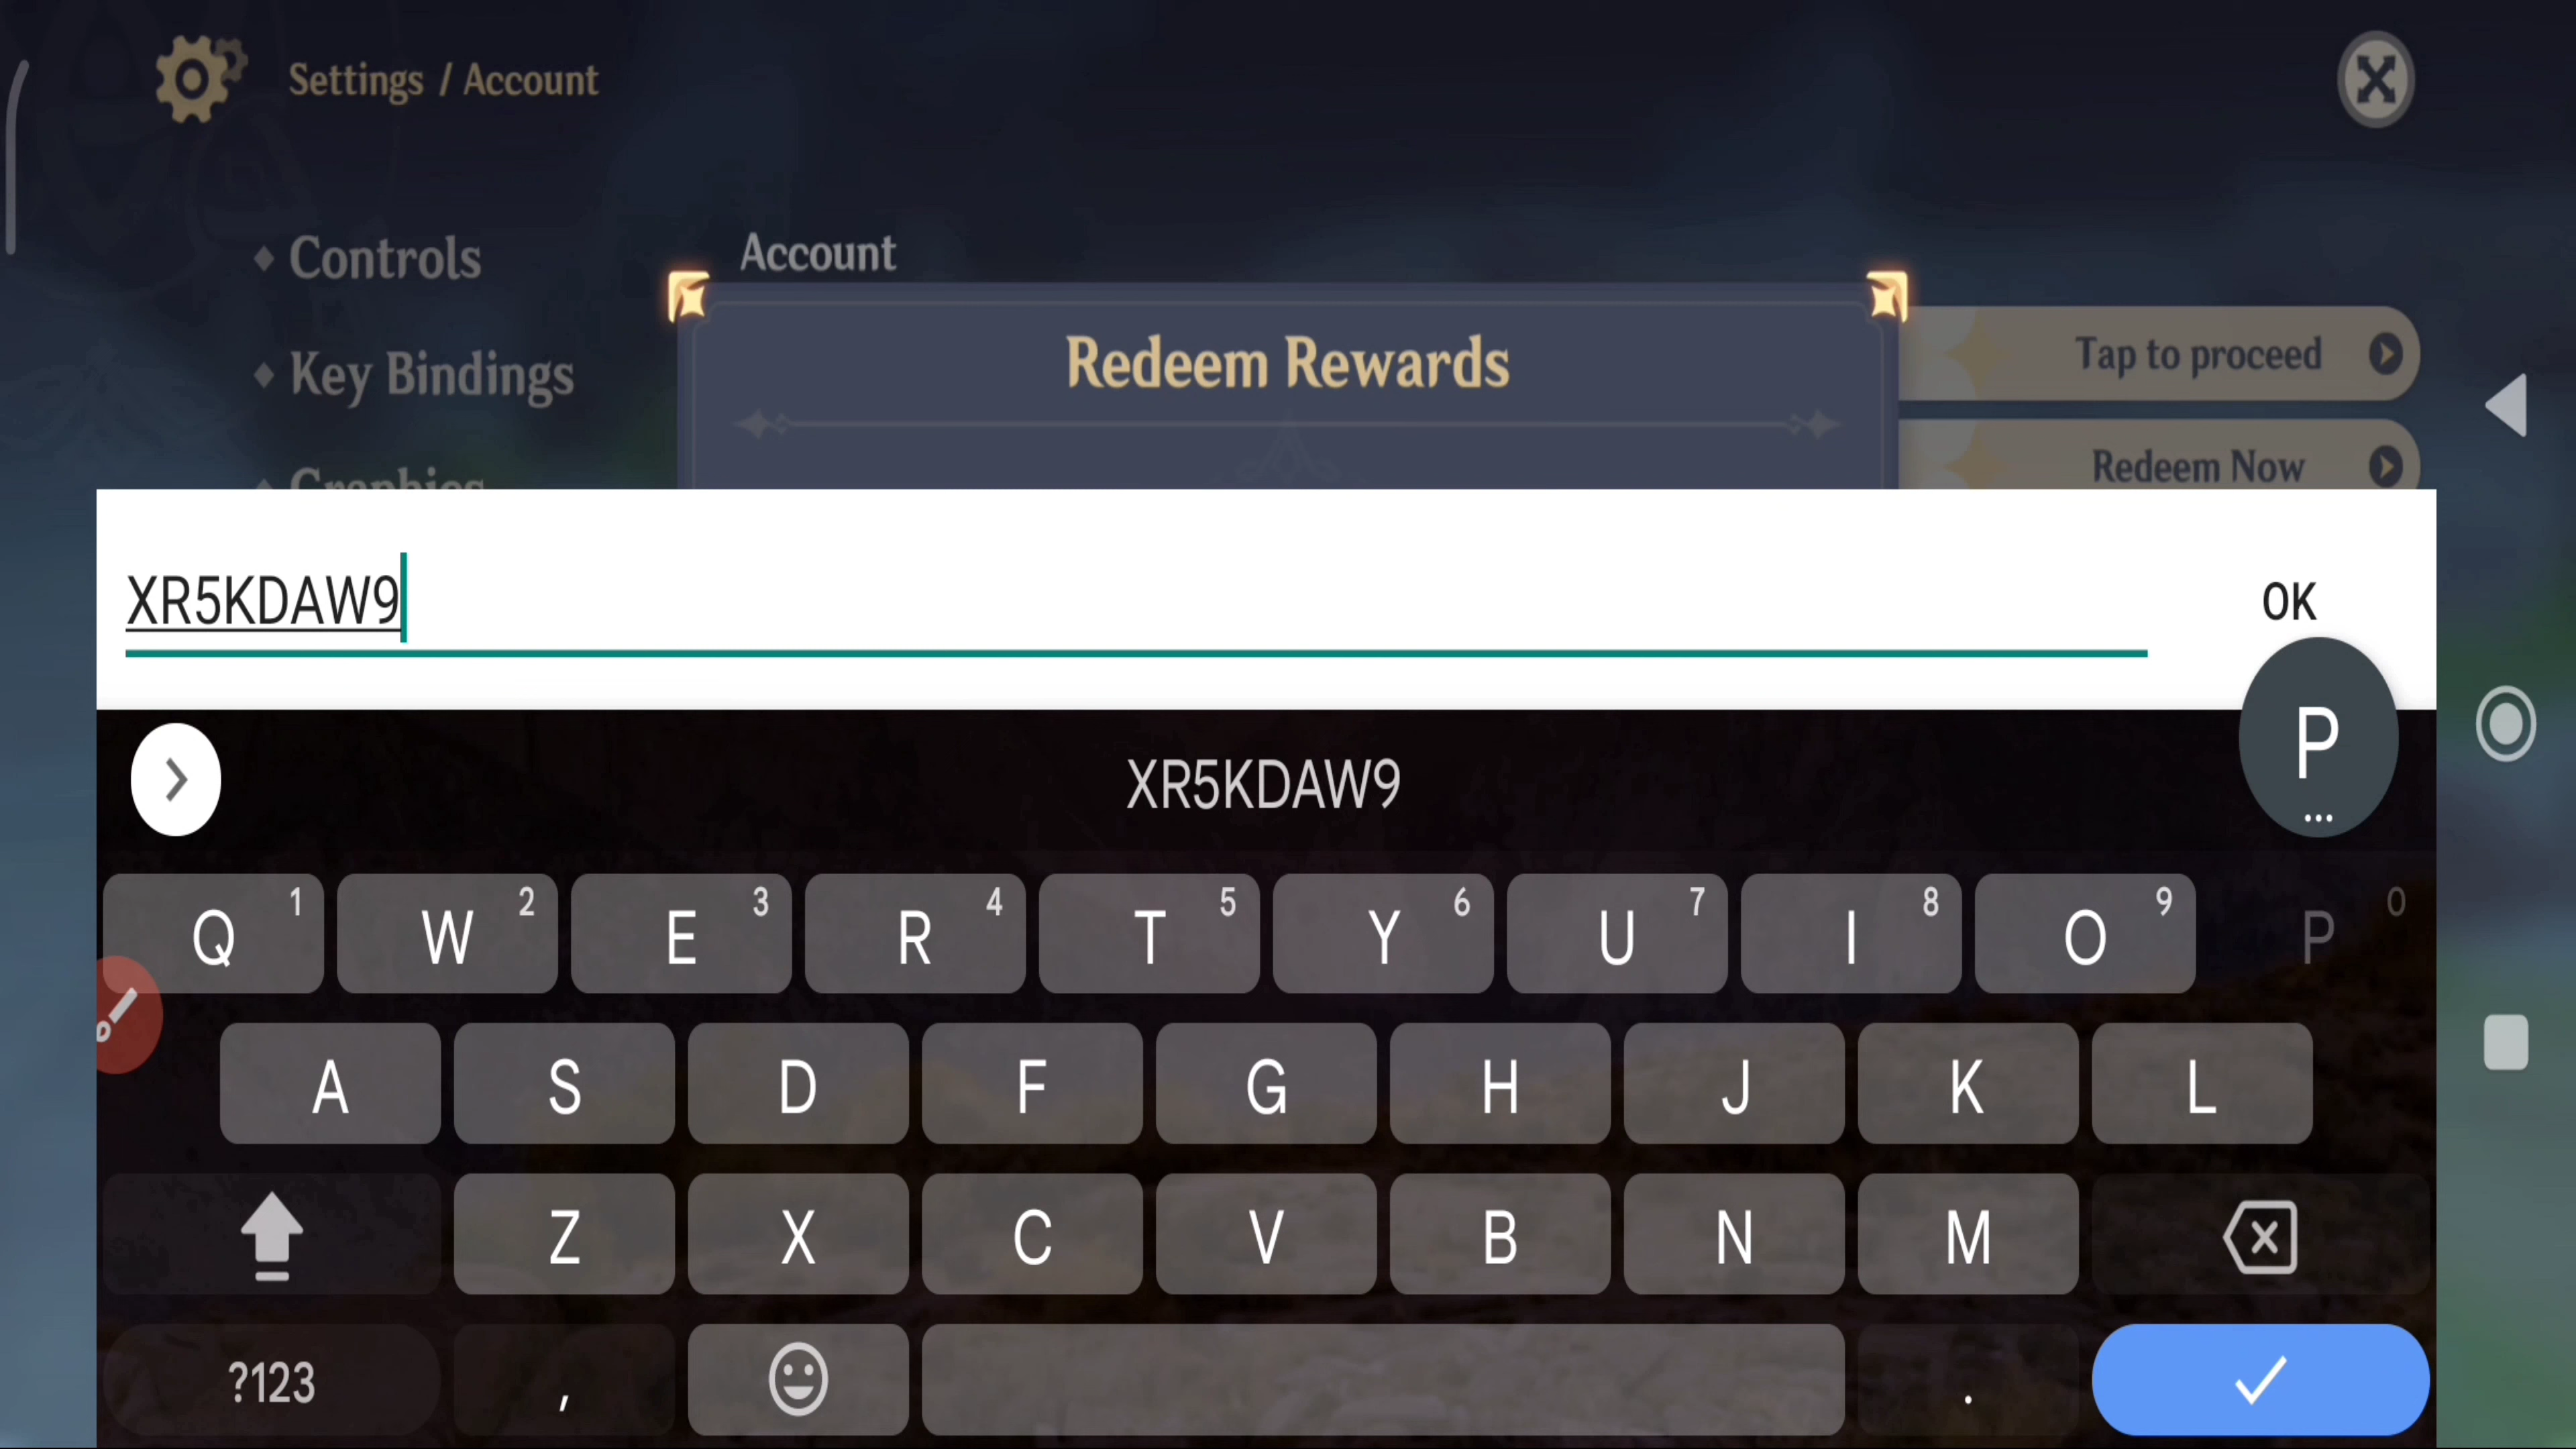 Settings / Account
Controls
Account
Key Bindings
Redeem Rewards
Tap to proceed
Graphics
Redeem Now
XR5KDAW9
OK
XR5KDAW9
P
...
Q 1 W 2 E 3 R 4 T 5 Y 6 U 7 I 8 O 9 P 0
A S D F G H J K L
Z X C V B N M
?123 , .